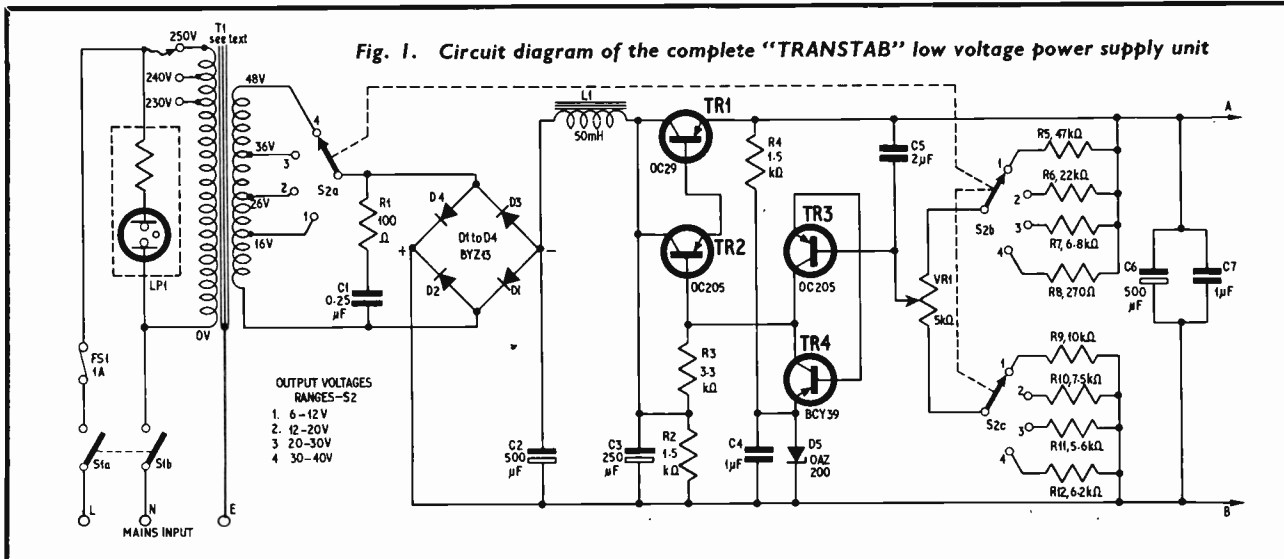 Fig. 1. Circuit diagram of the complete "TRANSTAB" low voltage power supply unit
T1
see text
250V
240V
230V
0V
48V
36V
26V
16V
4
3
2
1
S2a
LP1
FS1
1A
S1a
S1b
L
N
E
MAINS INPUT
OUTPUT VOLTAGES
RANGES-S2
1. 6-12V
2. 12-20V
3 20-30V
4 30-40V
R1
100
Ω
C1
0.25
μF
D4
D3
D1 to D4
BYZ13
D2
D1
+
-
L1
50mH
C2
500
μF
C3
250
μF
TR1
OC29
TR2
OC205
R3
3·3
kΩ
R2
1·5
kΩ
R4
1·5
kΩ
C4
1μF
TR3
OC205
TR4
BCY39
D5
OAZ
200
C5
2μF
VR1
5kΩ
S2b
1
2
3
4
R5, 47kΩ
R6, 22kΩ
R7, 6·8kΩ
R8, 270Ω
S2c
1
2
3
4
R9, 10kΩ
R10, 7·5kΩ
R11, 5·6kΩ
R12, 6·2kΩ
C6
500
μF
C7
1μF
A
B